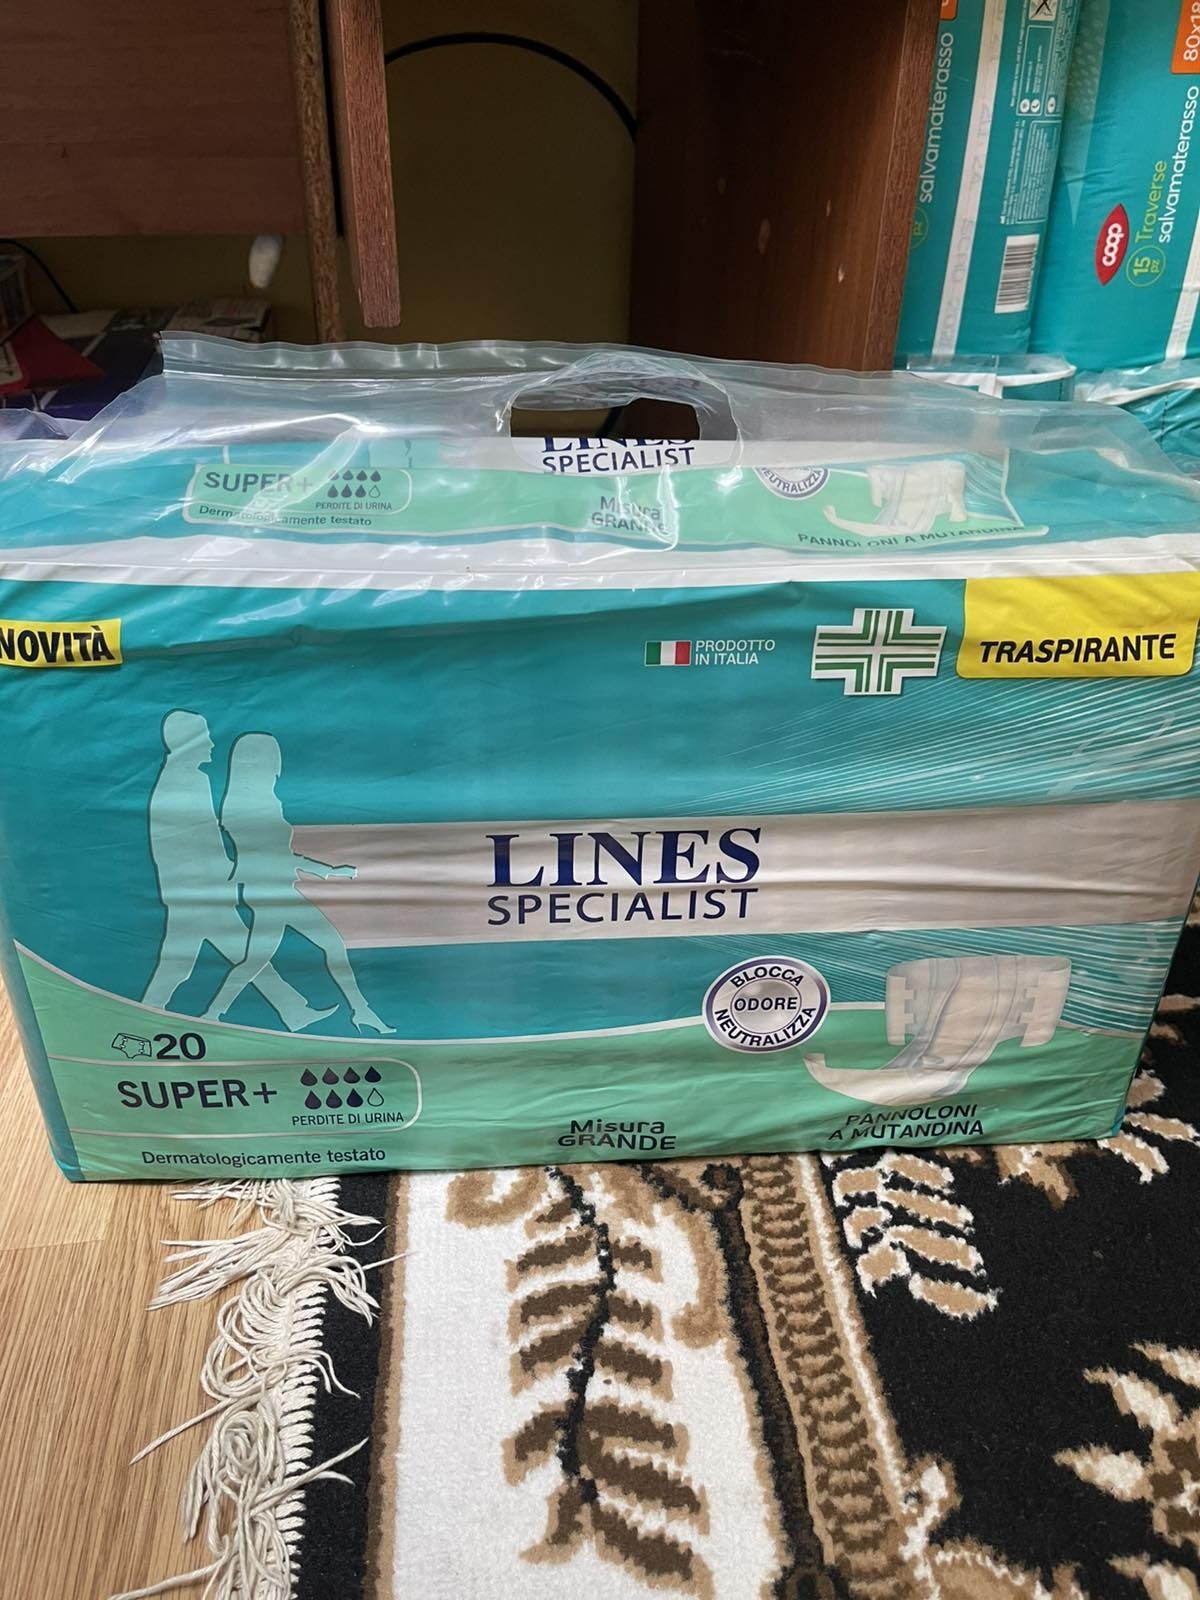 salvamaterasso
80x18
15 pz
Traverse
salvamaterasso
coop
LINES
SPECIALIST
SUPER+
PERDITE DI URINA
Dermatologicamente testato
Misura
GRANDE
NEUTRALIZZA
PANNOLONI A MUTANDINA
NOVITÀ
PRODOTTO
IN ITALIA
TRASPIRANTE
LINES
SPECIALIST
BLOCCA
ODORE
NEUTRALIZZA
20
SUPER+
PERDITE DI URINA
Dermatologicamente testato
Misura
GRANDE
PANNOLONI
A MUTANDINA